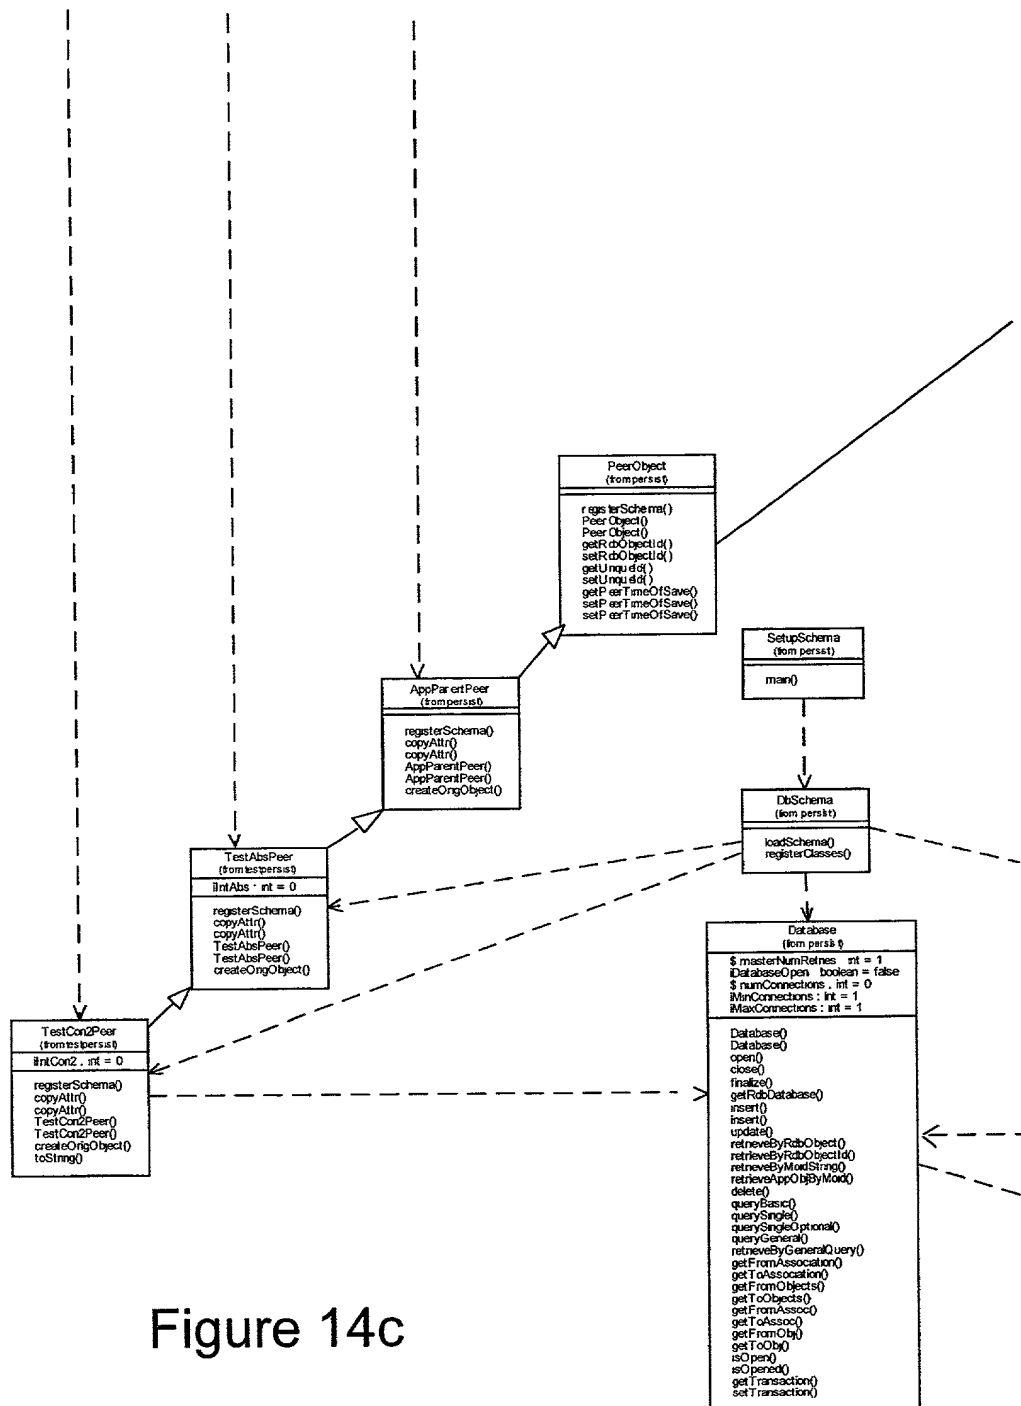 PeerObject
(from persist)
registerSchema()
PeerObject()
PeerObject()
getRdbObjectId()
setRdbObjectId()
getUniqueId()
setUniqueId()
getPeerTimeOfSave()
setPeerTimeOfSave()
setPeerTimeOfSave()
SetupSchema
(from persist)
main()
AppParentPeer
(from persist)
registerSchema()
copyAttr()
copyAttr()
AppParentPeer()
AppParentPeer()
createOrigObject()
DbSchema
(from persist)
loadSchema()
registerClasses()
TestAbsPeer
(from testpersist)
iIntAbs : int = 0
registerSchema()
copyAttr()
copyAttr()
TestAbsPeer()
TestAbsPeer()
createOrigObject()
TestCon2Peer
(from testpersist)
iIntCon2 : int = 0
registerSchema()
copyAttr()
copyAttr()
TestCon2Peer()
TestCon2Peer()
createOrigObject()
toString()
Database
(from persist)
$ masterNumRetries : int = 1
iDatabaseOpen : boolean = false
$ numConnections : int = 0
iMinConnections : int = 1
iMaxConnections : int = 1
Database()
Database()
open()
close()
finalize()
getRdbDatabase()
insert()
insert()
update()
retrieveByRdbObject()
retrieveByRdbObjectId()
retrieveByMoidString()
retrieveAppObjByMoid()
delete()
queryBasic()
querySingle()
querySingleOptional()
queryGeneral()
retrieveByGeneralQuery()
getFromAssociation()
getToAssociation()
getFromObjects()
getToObjects()
getFromAssoc()
getToAssoc()
getFromObj()
getToObj()
isOpen()
isOpened()
getTransaction()
setTransaction()
Figure 14c